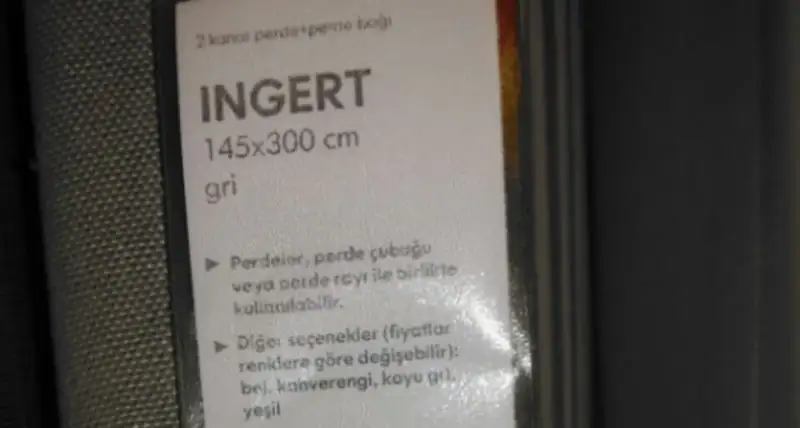 2 kanat perde+perde bağı
INGERT
145x300 cm
gri
► Perdeler, perde çubuğu
veya perde rayı ile birlikte
kullanılabilir.
► Diğer seçenekler (fiyatlar
renklere göre değişebilir):
bej, kahverengi, koyu gri,
yeşil